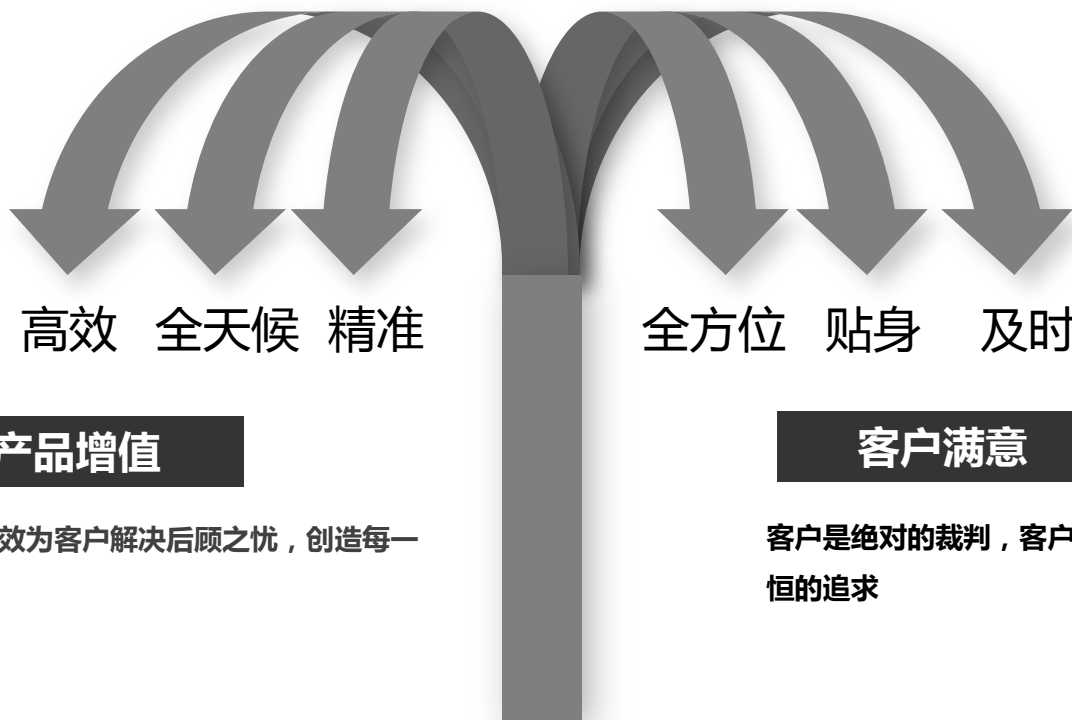 高效 全天候 精准 全方位 贴身 及时
产品增值
客户满意
效为客户解决后顾之忧，创造每一
客户是绝对的裁判，客户
恒的追求